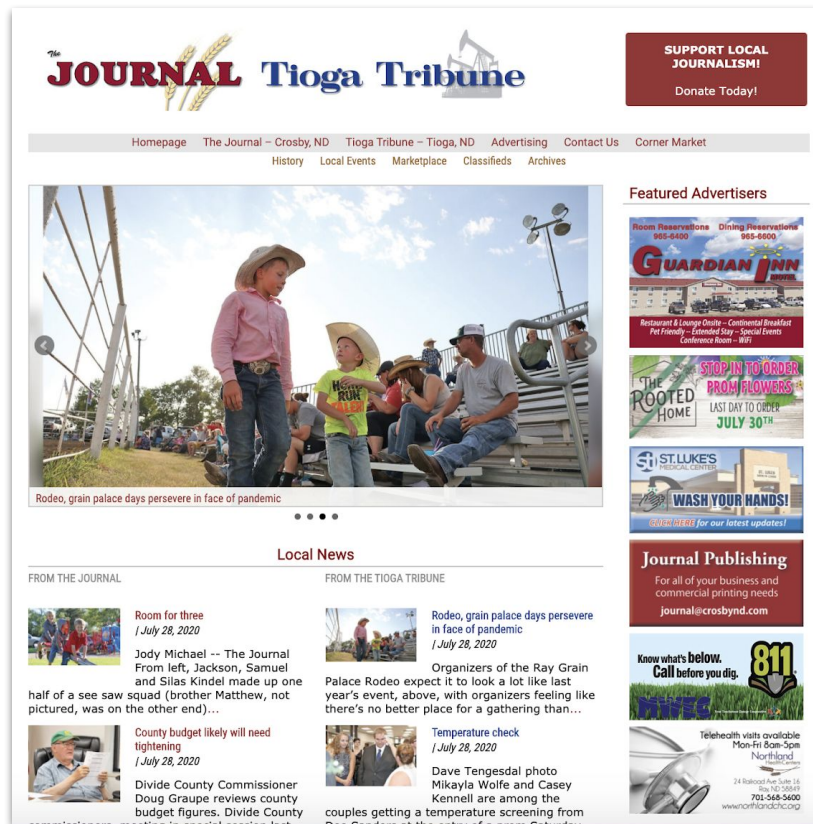 The
JOURNAL
Tioga Tribune
SUPPORT LOCAL
JOURNALISM!
Donate Today!
Homepage The Journal – Crosby, ND Tioga Tribune – Tioga, ND Advertising Contact Us Corner Market
History Local Events Marketplace Classifieds Archives
HOME
RUN
Rodeo, grain palace days persevere in face of pandemic
Featured Advertisers
Room Reservations Dining Reservations
965-6400 965-6600
GUARDIAN INN
MOTEL
Restaurant & Lounge Onsite – Continental Breakfast
Pet Friendly – Extended Stay – Special Events
Conference Room – WiFi
THE
ROOTED
HOME
STOP IN TO ORDER
PROM FLOWERS
LAST DAY TO ORDER
JULY 30TH
ST. LUKE'S
MEDICAL CENTER
WASH YOUR HANDS!
CLICK HERE for our latest updates!
Journal Publishing
For all of your business and
commercial printing needs
journal@crosbynd.com
Know what's below.
Call before you dig.
811
MWEC
Telehealth visits available
Mon-Fri 8am-5pm
Northland
HealthCenters
24 Railroad Ave Suite 16
Ray ND 58849
701-568-5600
www.northlandchc.org
Local News
FROM THE JOURNAL
Room for three
/ July 28, 2020
Jody Michael -- The Journal
From left, Jackson, Samuel
and Silas Kindel made up one
half of a see saw squad (brother Matthew, not
pictured, was on the other end)...
County budget likely will need
tightening
/ July 28, 2020
Divide County Commissioner
Doug Graupe reviews county
budget figures. Divide County
commissioners, meeting in special session last
FROM THE TIOGA TRIBUNE
Rodeo, grain palace days persevere
in face of pandemic
/ July 28, 2020
Organizers of the Ray Grain
Palace Rodeo expect it to look a lot like last
year's event, above, with organizers feeling like
there's no better place for a gathering than...
Temperature check
/ July 28, 2020
Dave Tengesdal photo
Mikayla Wolfe and Casey
Kennell are among the
couples getting a temperature screening from